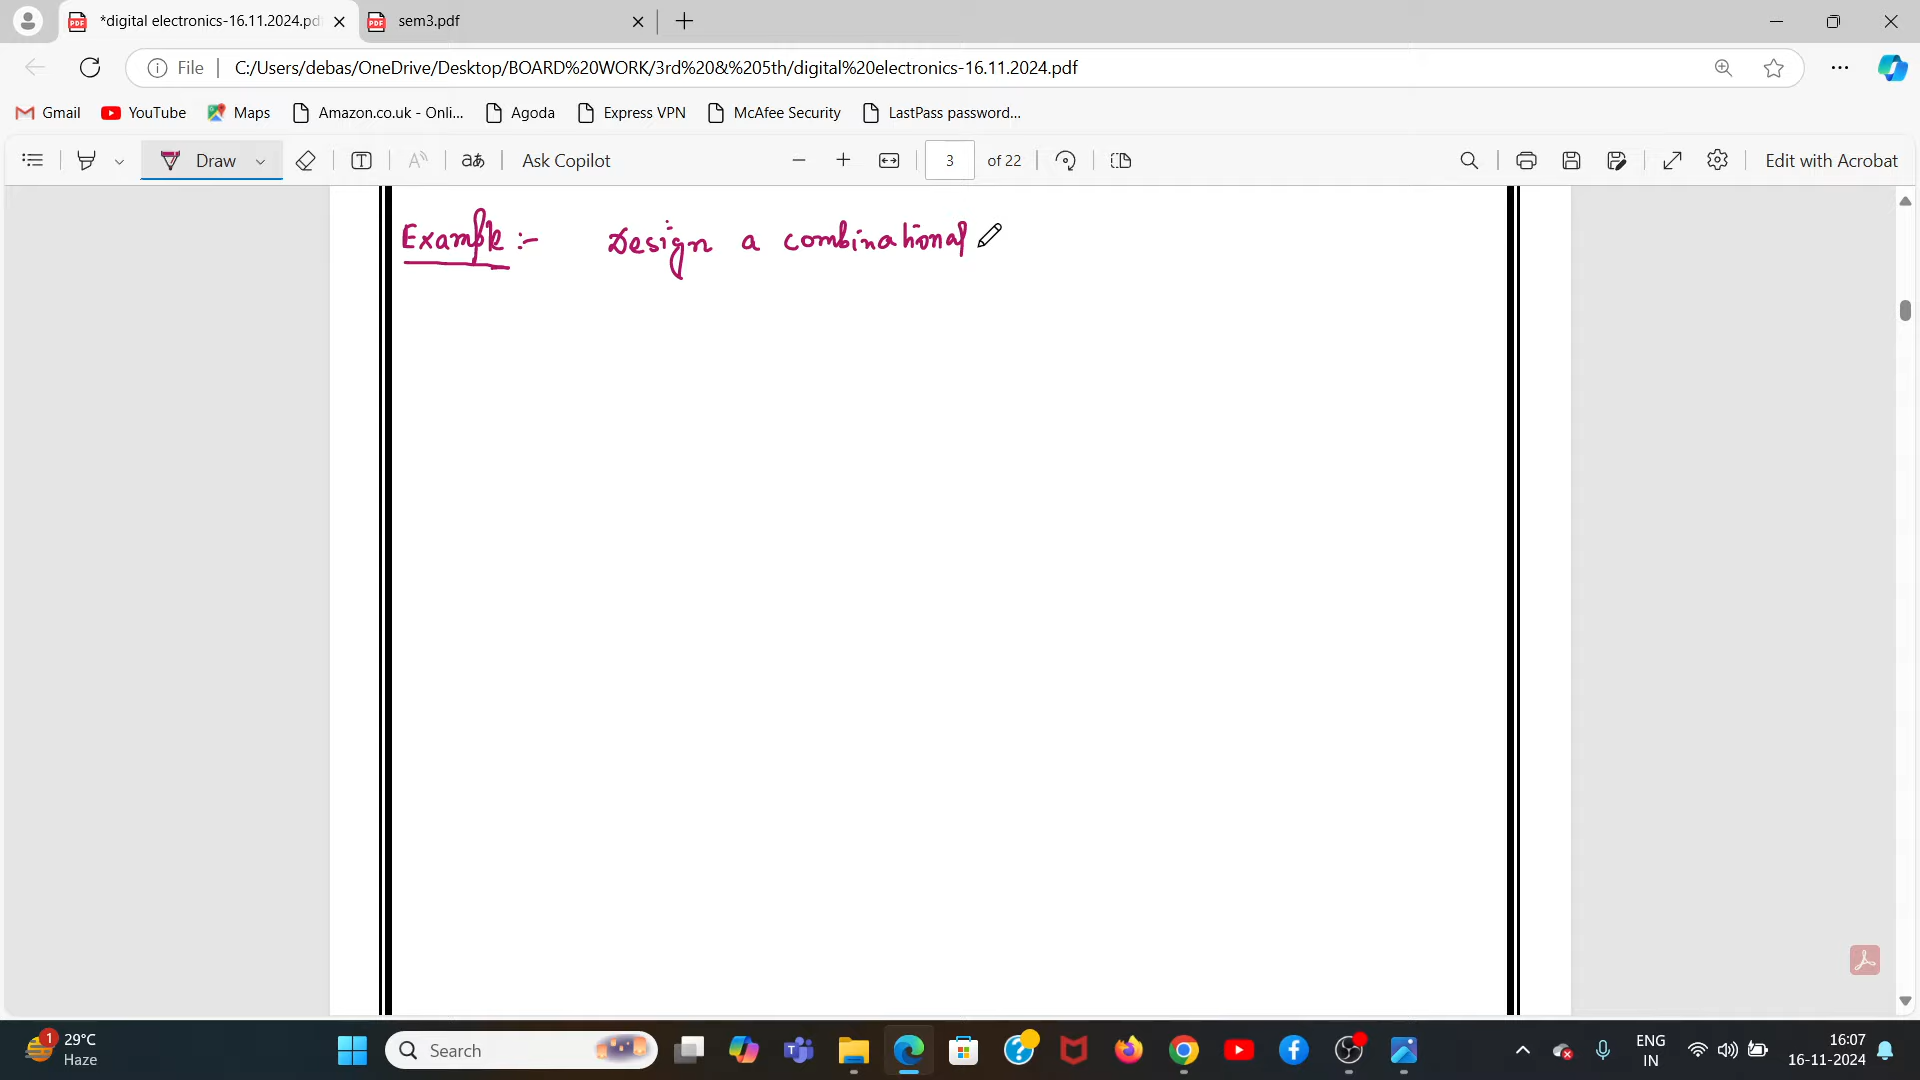 *digital electronics-16.11.2024.pd
sem3.pdf
File
C:/Users/debas/OneDrive/Desktop/BOARD%20WORK/3rd%20&%205th/digital%20electronics-16.11.2024.pdf
Gmail YouTube Maps Amazon.co.uk - Onli... Agoda Express VPN McAfee Security LastPass password...
Draw T aあ Ask Copilot 3 of 22 Edit with Acrobat
Example :- Design a combinational
1 29°C
Haze
Search
ENG
IN
16:07
16-11-2024